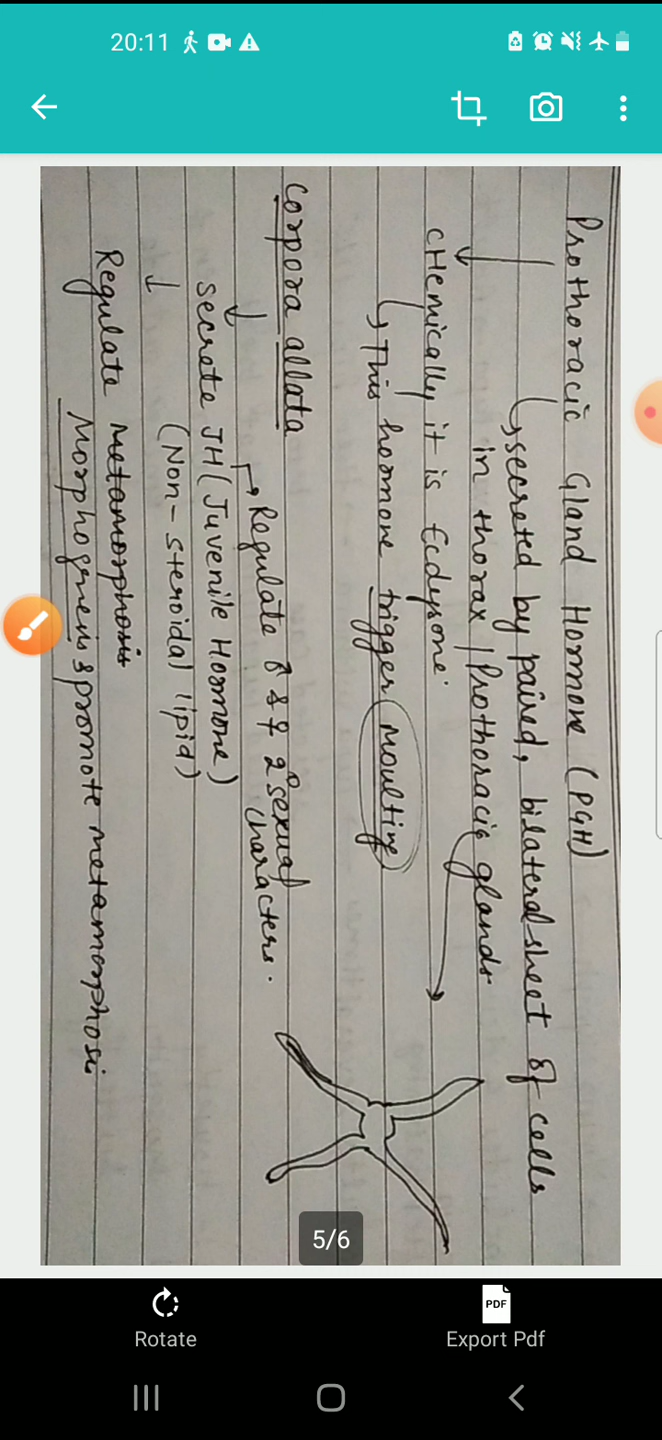 20:11
Prothoracic Gland Hormone (PGH)
↳ secreted by paired, bilateral sheet of cells
in thorax / Prothoracic glands
↓
CHemically it is Ecdysone.
↳ This hormone trigger moulting
Corpora allata
→ Regulate ♂ & ♀ 2° sexual
characters.
↓
secrete JH (Juvenile Hormone)
(Non-steroidal lipid)
↓
Regulate metamorphosis
Morphogenesis & promote metamorphosis
5/6
Rotate
PDF
Export Pdf